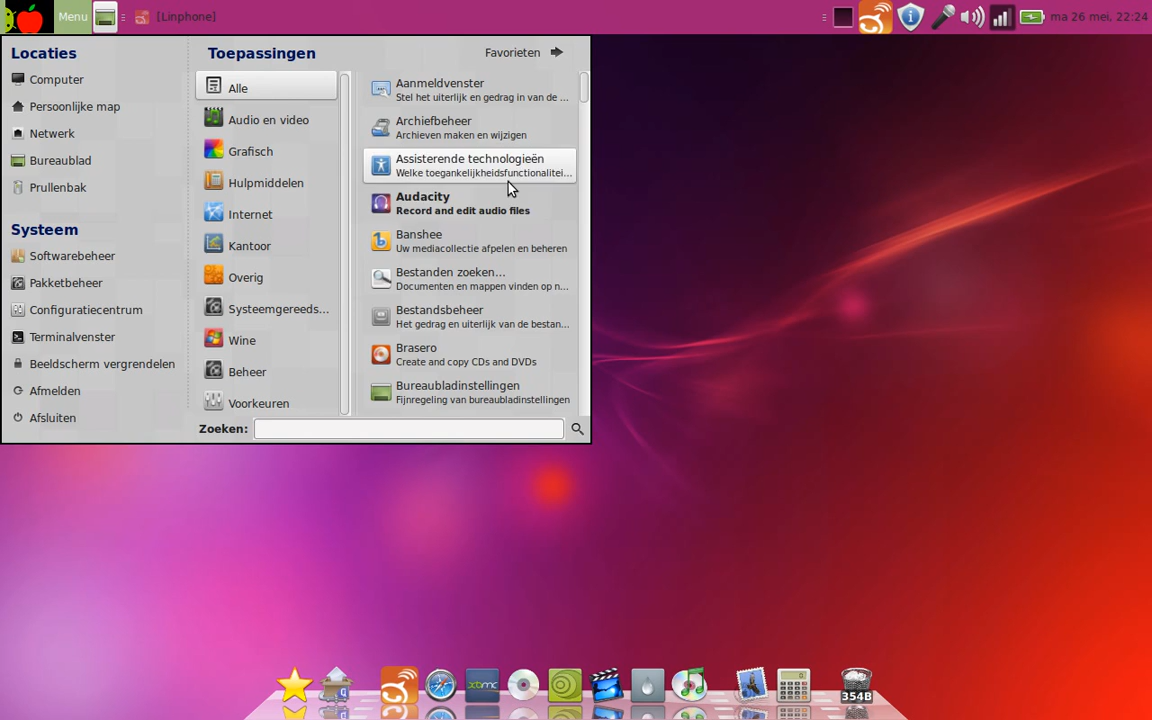 Menu
[Linphone]
ma 26 mei, 22:24
Locaties
Computer
Persoonlijke map
Netwerk
Bureaublad
Prullenbak
Systeem
Softwarebeheer
Pakketbeheer
Configuratiecentrum
Terminalvenster
Beeldscherm vergrendelen
Afmelden
Afsluiten
Toepassingen
Favorieten
Alle
Audio en video
Grafisch
Hulpmiddelen
Internet
Kantoor
Overig
Systeemgereeds...
Wine
Beheer
Voorkeuren
Aanmeldvenster
Stel het uiterlijk en gedrag in van de ...
Archiefbeheer
Archieven maken en wijzigen
Assisterende technologieën
Welke toegankelijkheidsfunctionalitei...
Audacity
Record and edit audio files
Banshee
Uw mediacollectie afpelen en beheren
Bestanden zoeken...
Documenten en mappen vinden op n...
Bestandsbeheer
Het gedrag en uiterlijk van de bestan...
Brasero
Create and copy CDs and DVDs
Bureaubladinstellingen
Fijnregeling van bureaubladinstellingen
Zoeken:
xbmc
354B